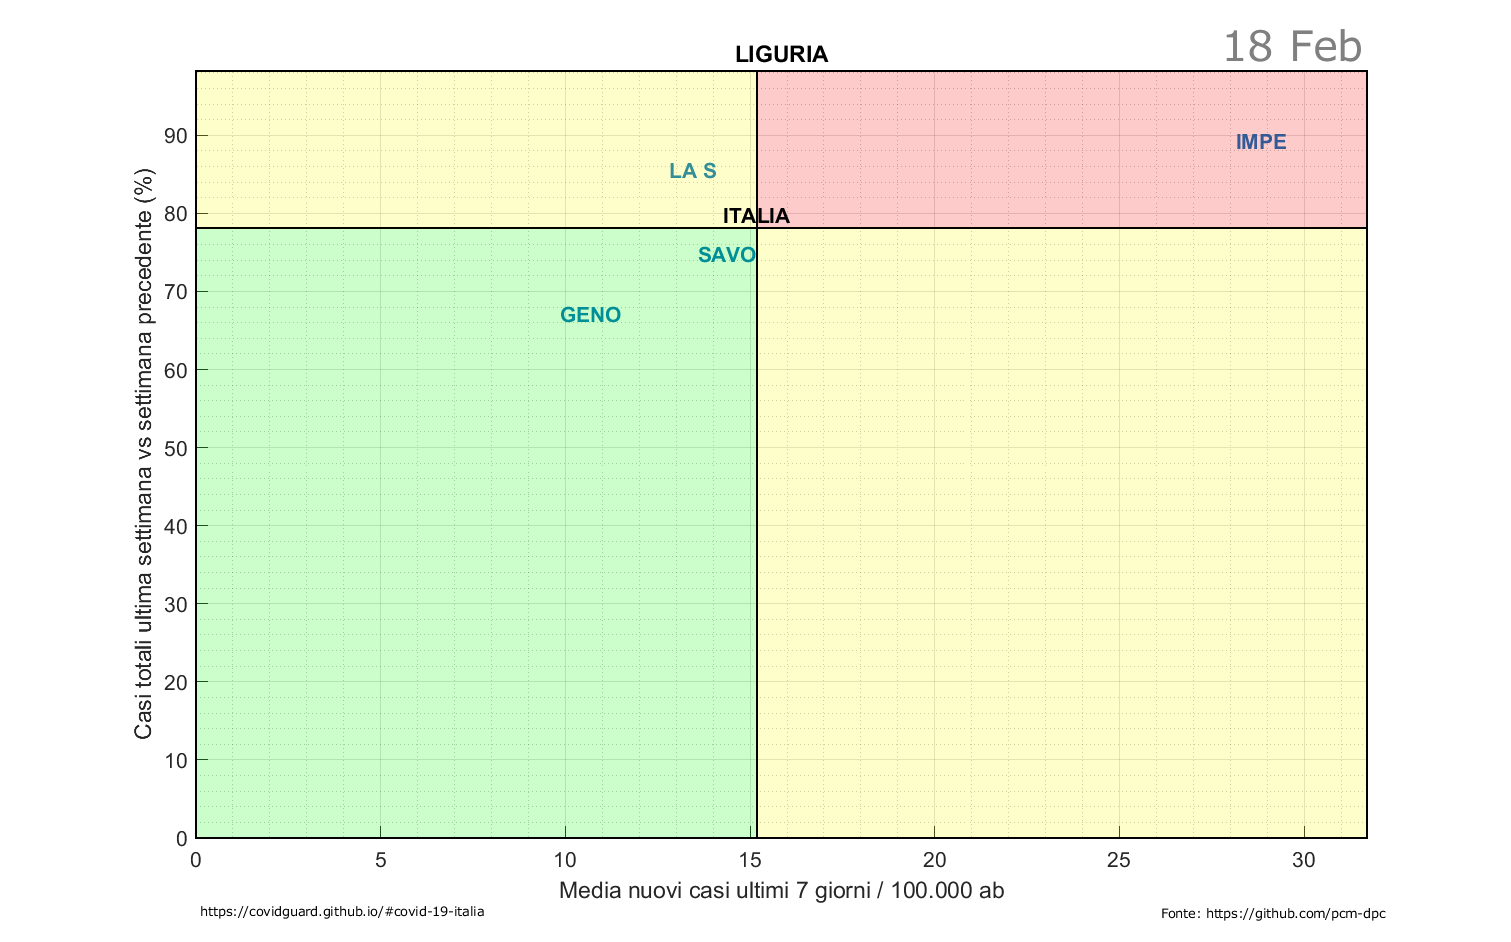 LIGURIA
18 Feb
Casi totali ultima settimana vs settimana precedente (%)
90
80
70
60
50
40
30
20
10
0
IMPE
LA S
ITALIA
SAVO
GENO
0 5 10 15 20 25 30
Media nuovi casi ultimi 7 giorni / 100.000 ab
https://covidguard.github.io/#covid-19-italia
Fonte: https://github.com/pcm-dpc